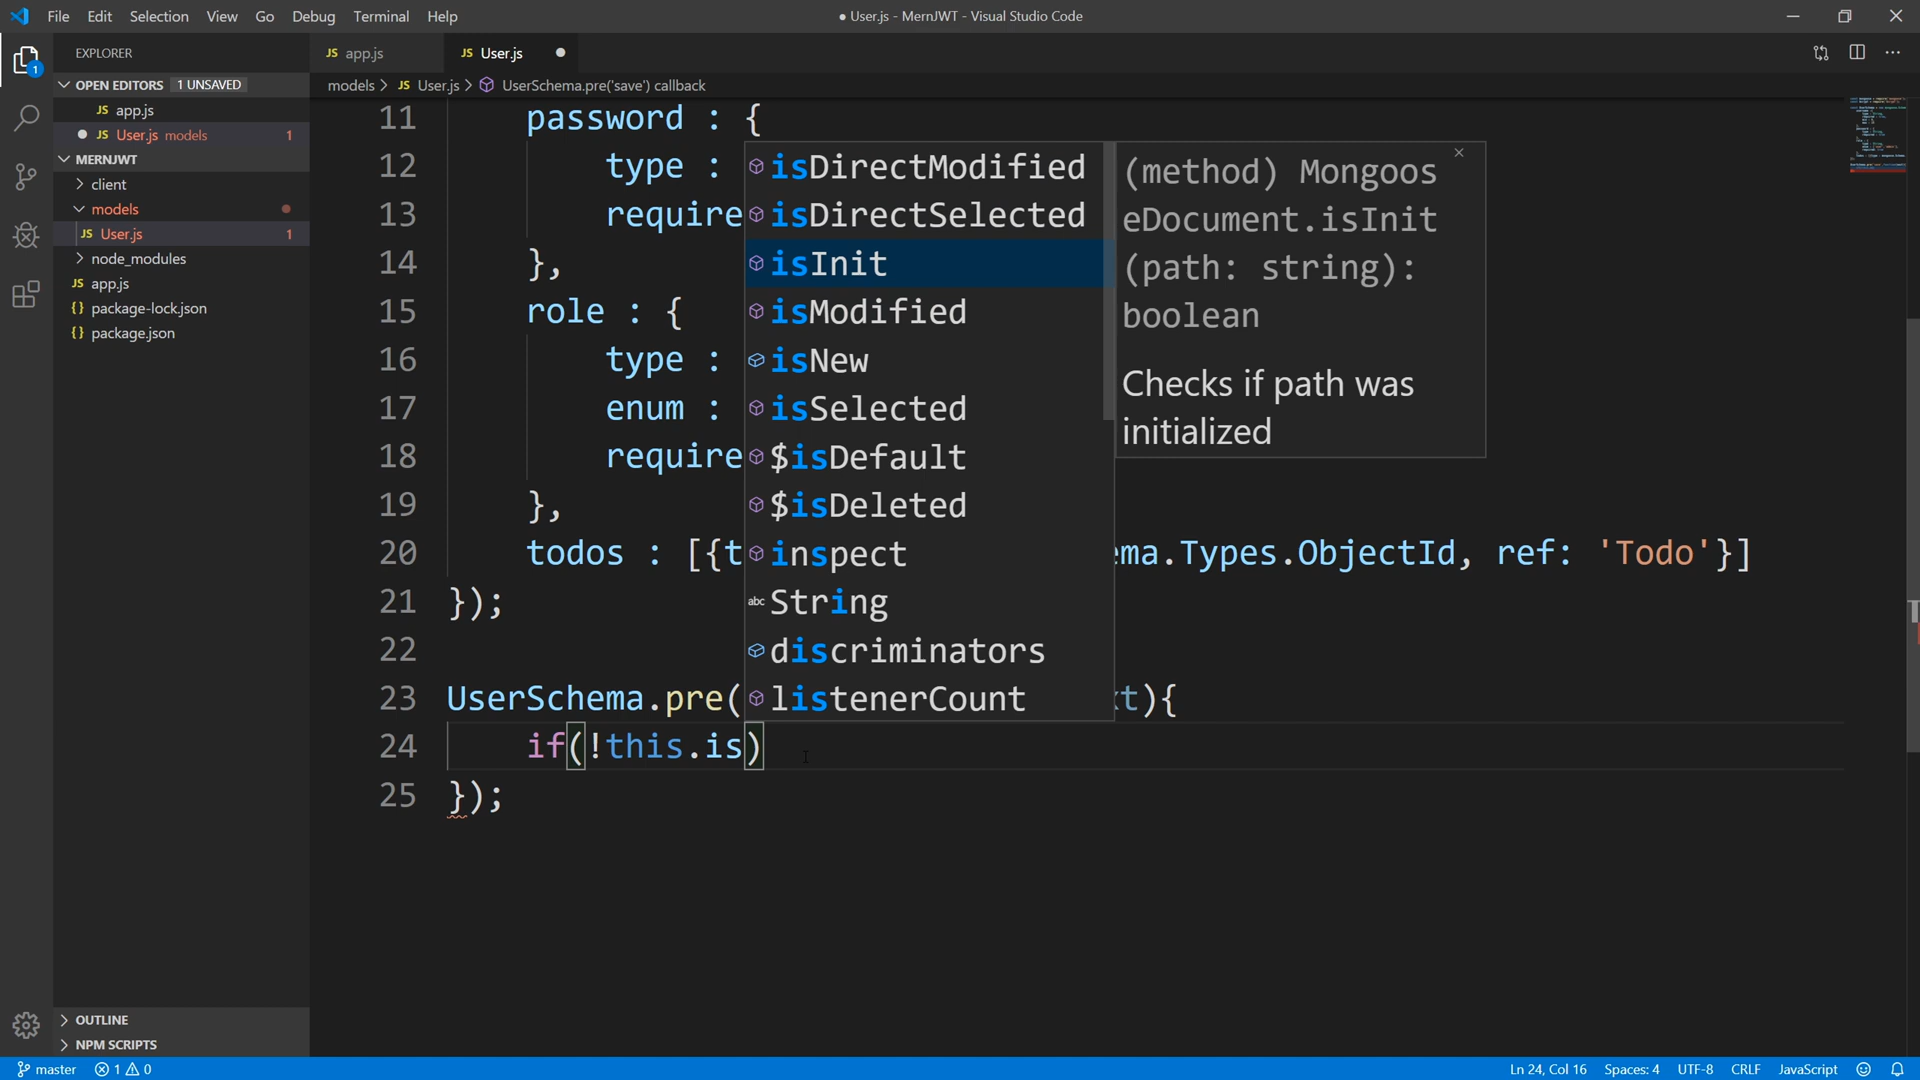 File Edit Selection View Go Debug Terminal Help
● User.js - MernJWT - Visual Studio Code
EXPLORER
OPEN EDITORS 1 UNSAVED
JS app.js
JS User.js models 1
MERNJWT
client
models
JS User.js 1
node_modules
JS app.js
{} package-lock.json
{} package.json
OUTLINE
NPM SCRIPTS
JS app.js
JS User.js
models > JS User.js > UserSchema.pre('save') callback
11 password : {
12 type :
13 require
14 },
15 role : {
16 type :
17 enum :
18 require
19 },
20 todos : [{t ma.Types.ObjectId, ref: 'Todo'}]
21 });
22
23 UserSchema.pre( t){
24 if(!this.is)
25 });
isDirectModified
isDirectSelected
isInit
isModified
isNew
isSelected
$isDefault
$isDeleted
inspect
abc String
discriminators
listenerCount
(method) Mongoos
eDocument.isInit
(path: string):
boolean
Checks if path was
initialized
master 1 0
Ln 24, Col 16 Spaces: 4 UTF-8 CRLF JavaScript